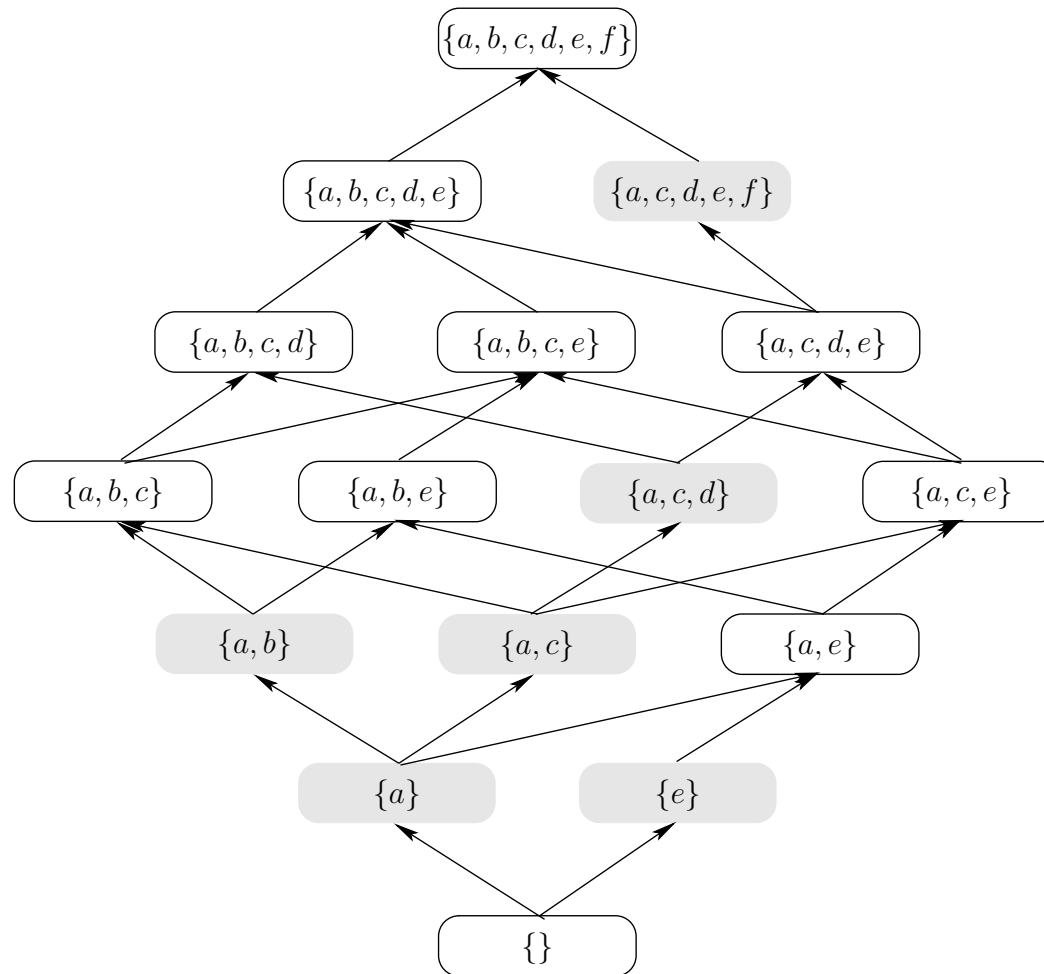 {a, b, c, d, e, f}
{a, b, c, d, e}
{a, c, d, e, f}
{a, b, c, d}
{a, b, c, e}
{a, c, d, e}
{a, b, c}
{a, b, e}
{a, c, d}
{a, c, e}
{a, b}
{a, c}
{a, e}
{a}
{e}
{}